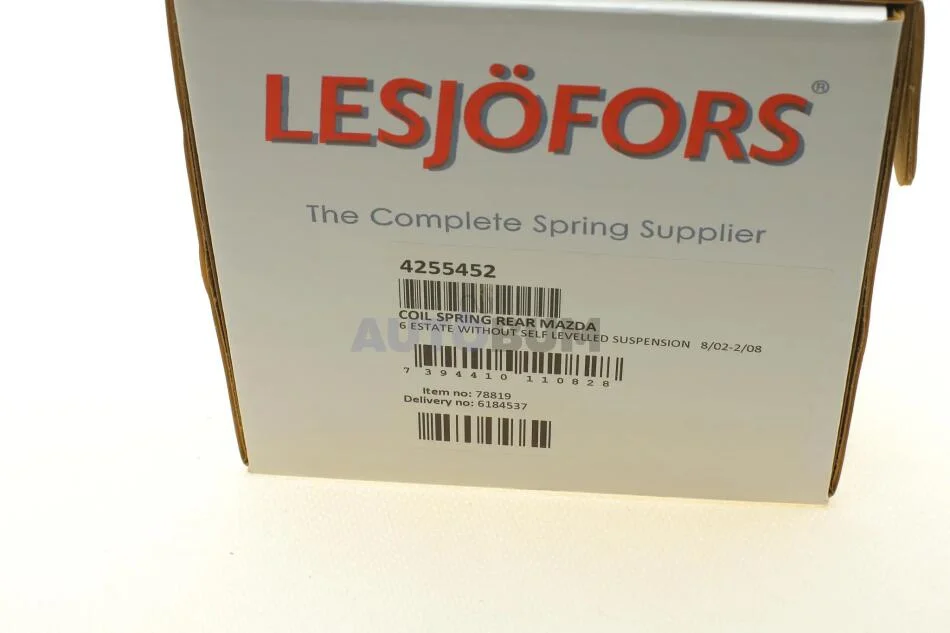 LESJÖFORS®
The Complete Spring Supplier
4255452
COIL SPRING REAR MAZDA
6 ESTATE WITHOUT SELF LEVELLED SUSPENSION 8/02-2/08
AUTOBUM
7 394410 110828
Item no: 78819
Delivery no: 6184537